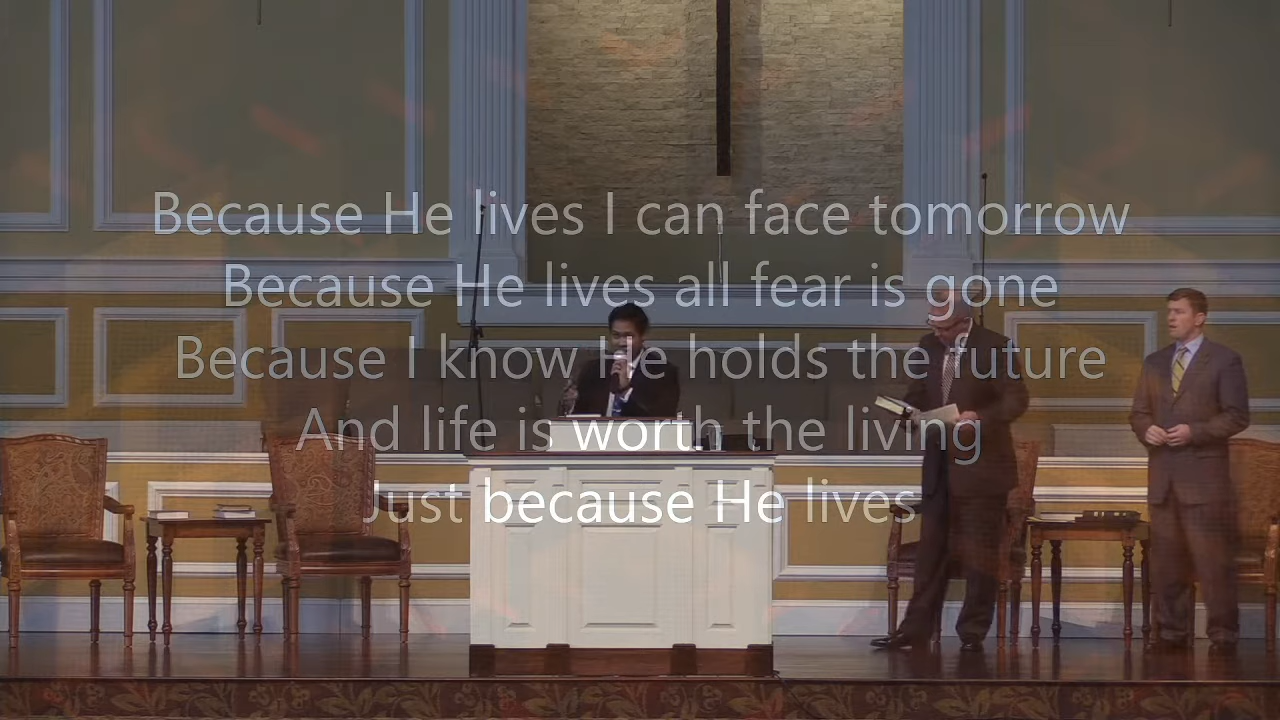 Because He lives I can face tomorrow
Because He lives all fear is gone
Because I know He holds the future
And life is worth the living
Just because He lives